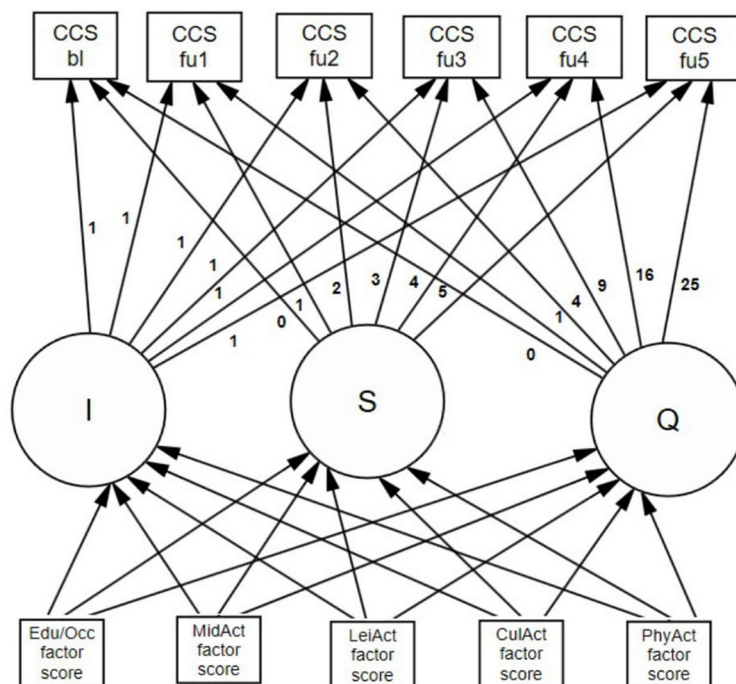 CCS
bl
CCS
fu1
CCS
fu2
CCS
fu3
CCS
fu4
CCS
fu5
1
1
1
1
1
1
0
1
2
3
4
5
0
1
4
9
16
25
I
S
Q
Edu/Occ
factor
score
MidAct
factor
score
LeiAct
factor
score
CulAct
factor
score
PhyAct
factor
score